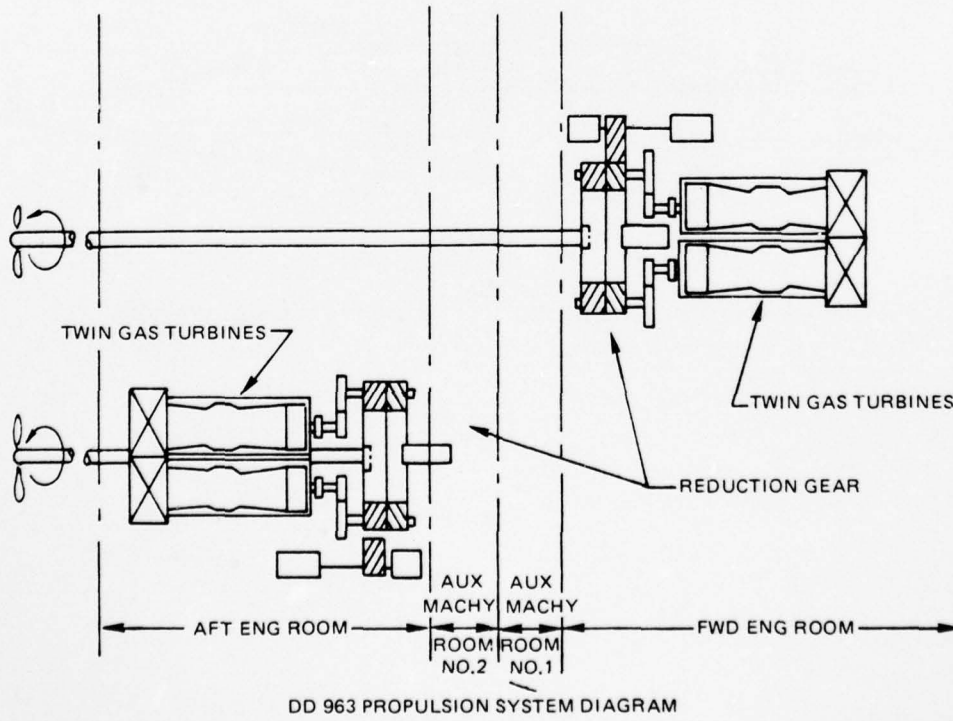 TWIN GAS TURBINES
TWIN GAS TURBINES
REDUCTION GEAR
AUX
MACHY
AUX
MACHY
AFT ENG ROOM
ROOM
NO.2
ROOM
NO.1
FWD ENG ROOM
DD 963 PROPULSION SYSTEM DIAGRAM